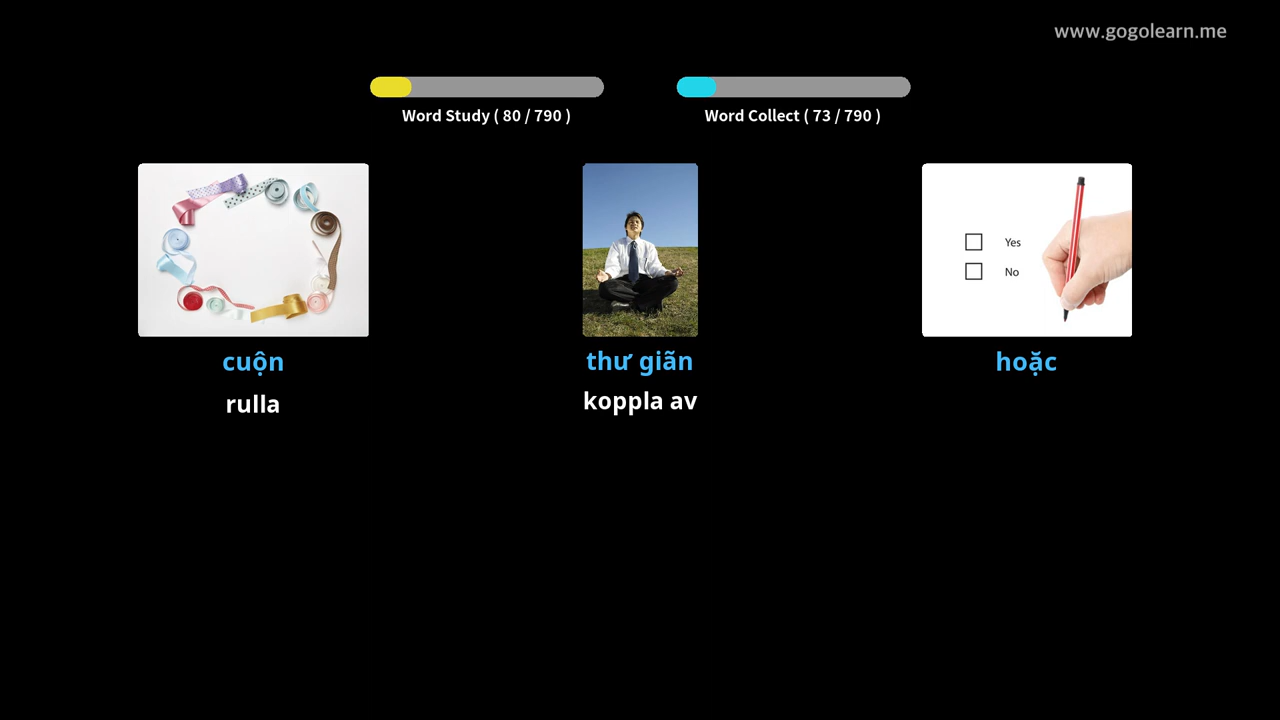 www.gogolearn.me
Word Study ( 80 / 790 )
Word Collect ( 73 / 790 )
Yes
No
cuộn
thư giãn
hoặc
rulla
koppla av